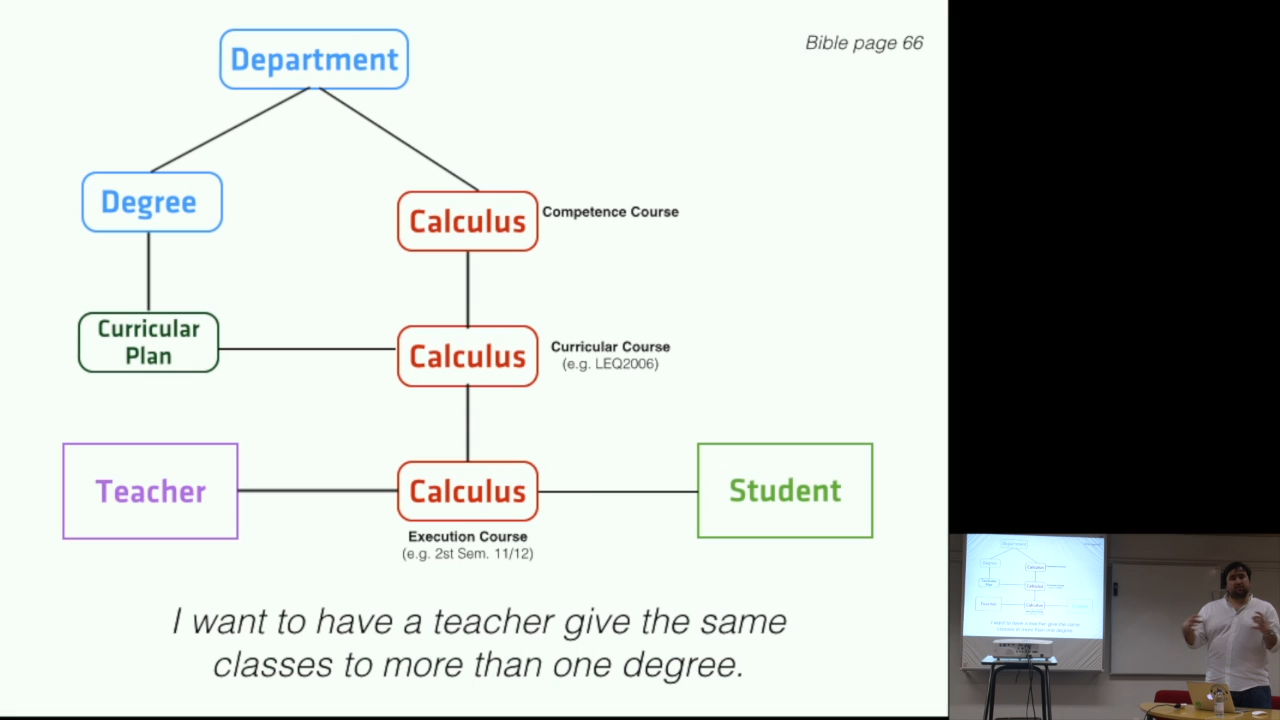 Bible page 66
Department
Degree
Calculus
Competence Course
Curricular
Plan
Calculus
Curricular Course
(e.g. LEQ2006)
Teacher
Calculus
Student
Execution Course
(e.g. 2st Sem. 11/12)
I want to have a teacher give the same
classes to more than one degree.